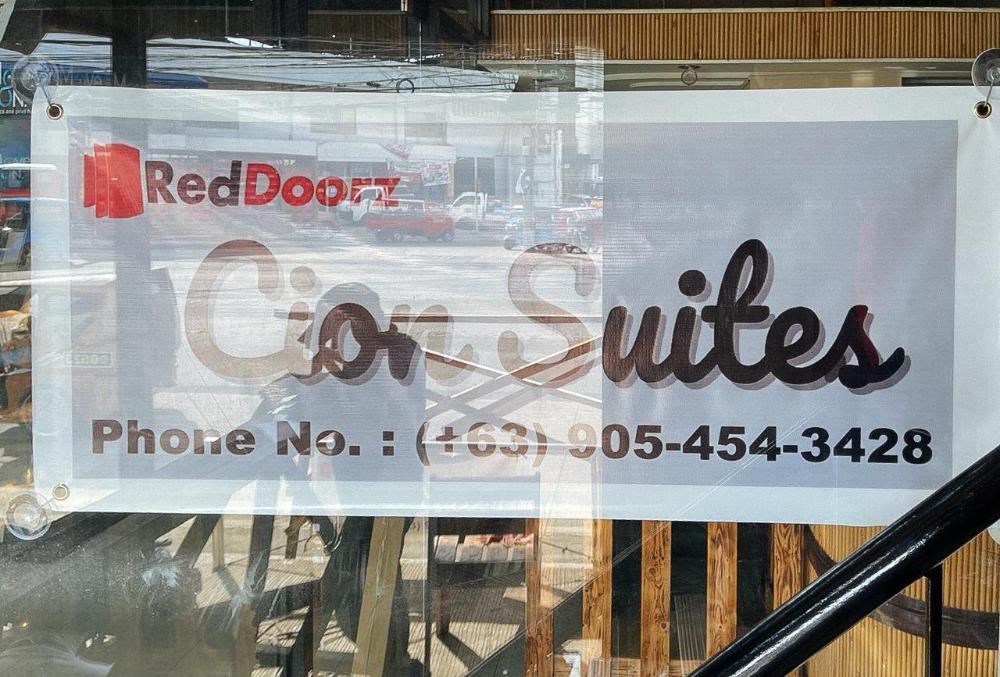 RedDoorz
Cion Suites
Phone No. : (+63) 905-454-3428